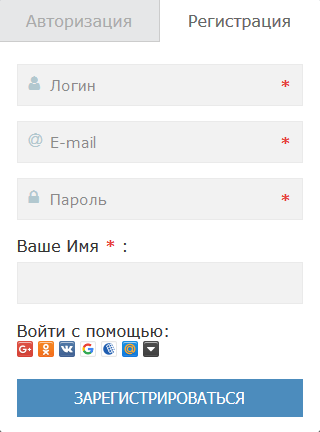 Авторизация Регистрация
Логин *
@ E-mail *
Пароль *
Ваше Имя * :
Войти с помощью:
ЗАРЕГИСТРИРОВАТЬСЯ